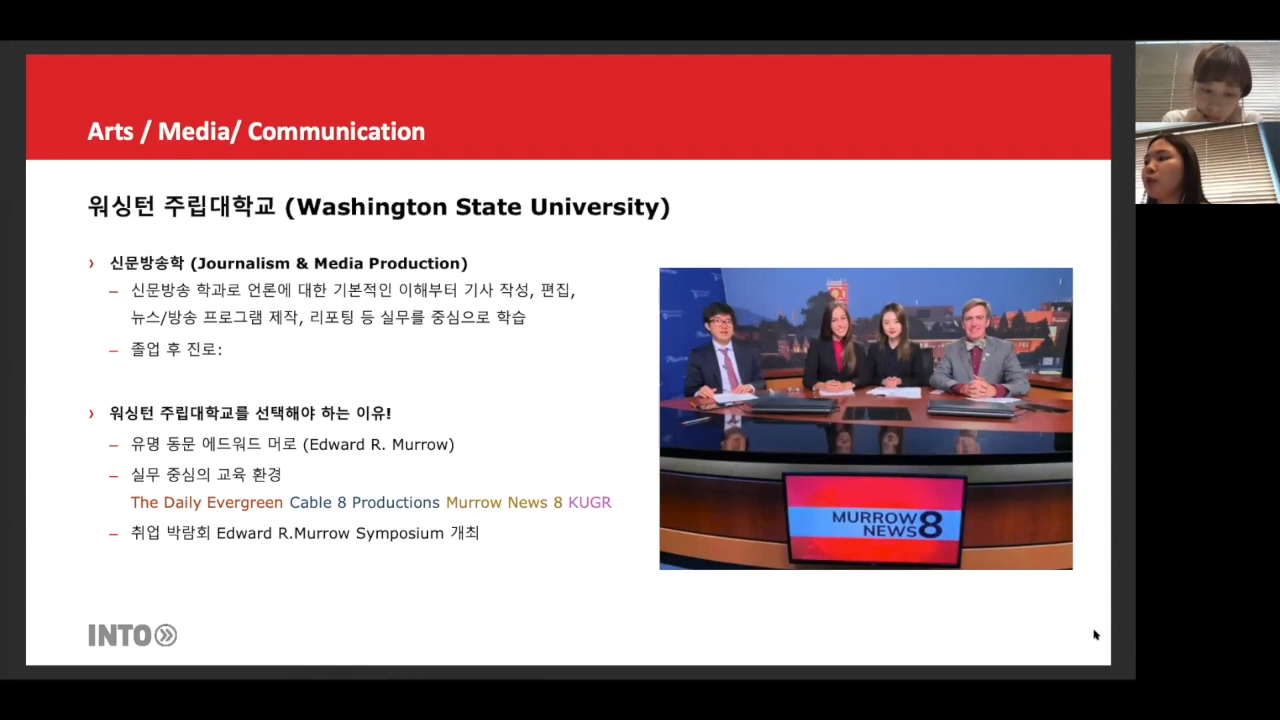 Arts / Media/ Communication
워싱턴 주립대학교 (Washington State University)
› 신문방송학 (Journalism & Media Production)
– 신문방송 학과로 언론에 대한 기본적인 이해부터 기사 작성, 편집,
뉴스/방송 프로그램 제작, 리포팅 등 실무를 중심으로 학습
– 졸업 후 진로:
› 워싱턴 주립대학교를 선택해야 하는 이유!
– 유명 동문 에드워드 머로 (Edward R. Murrow)
– 실무 중심의 교육 환경
The Daily Evergreen Cable 8 Productions Murrow News 8 KUGR
– 취업 박람회 Edward R.Murrow Symposium 개최
MURROW
NEWS 8
INTO